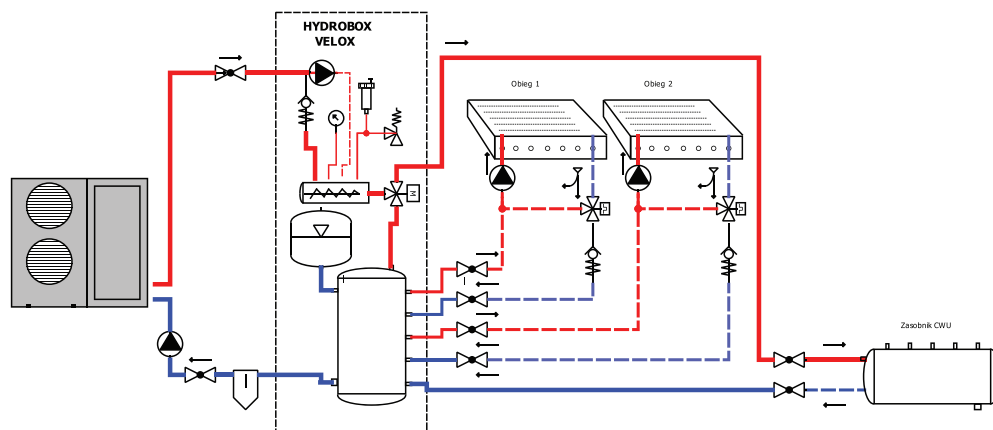 HYDROBOX
VELOX
Obieg 1
Obieg 2
M
Zasobnik CWU